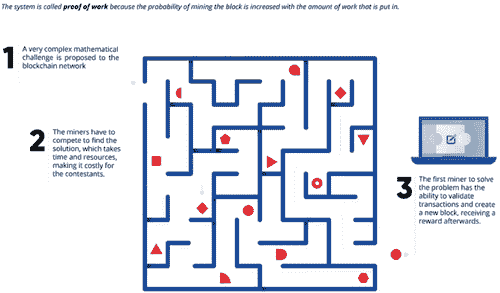 The system is called proof of work because the probability of mining the block is increased with the amount of work that is put in.
1
A very complex mathematical
challenge is proposed to the
blockchain network
2
The miners have to
compete to find the
solution, which takes
time and resources,
making it costly for
the contestants.
3
The first miner to solve
the problem has the
ability to validate
transactions and create
a new block, receiving a
reward afterwards.